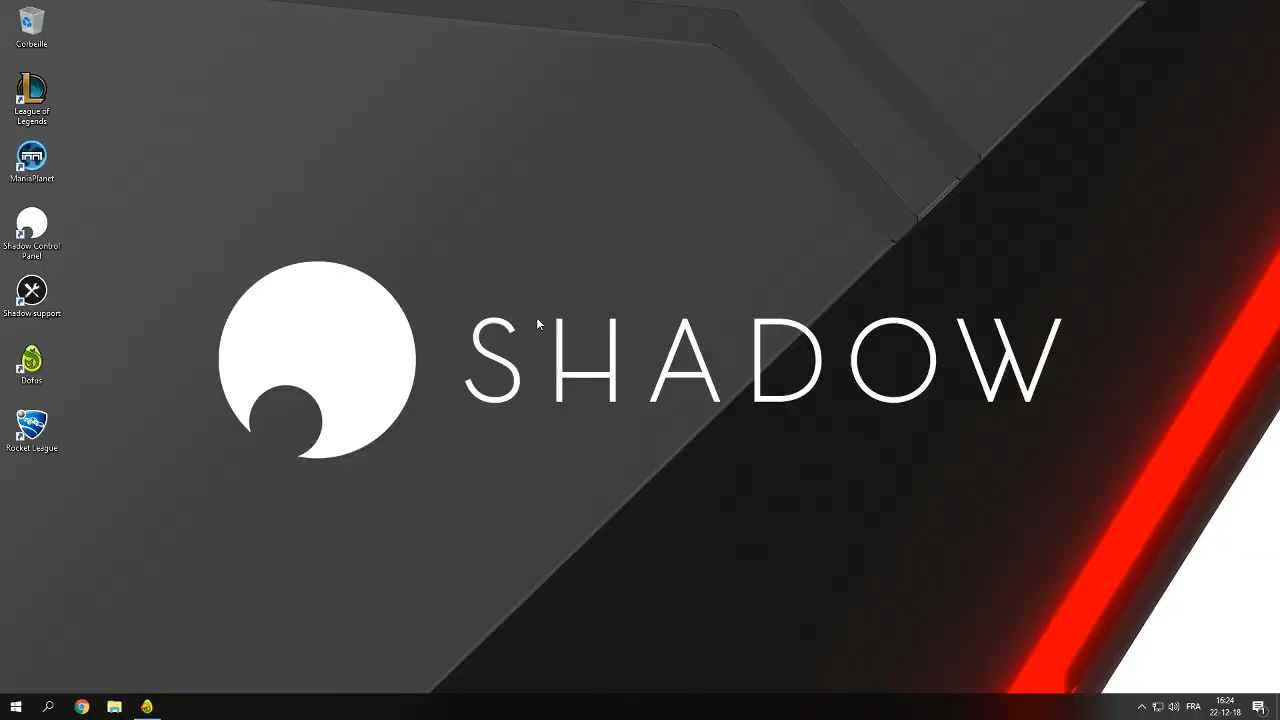 Corbeille
League of
Legends
ManiaPlanet
Shadow Control
Panel
Shadow support
Dofus
Rocket League
SHADOW
FRA
16:24
22-12-18
1